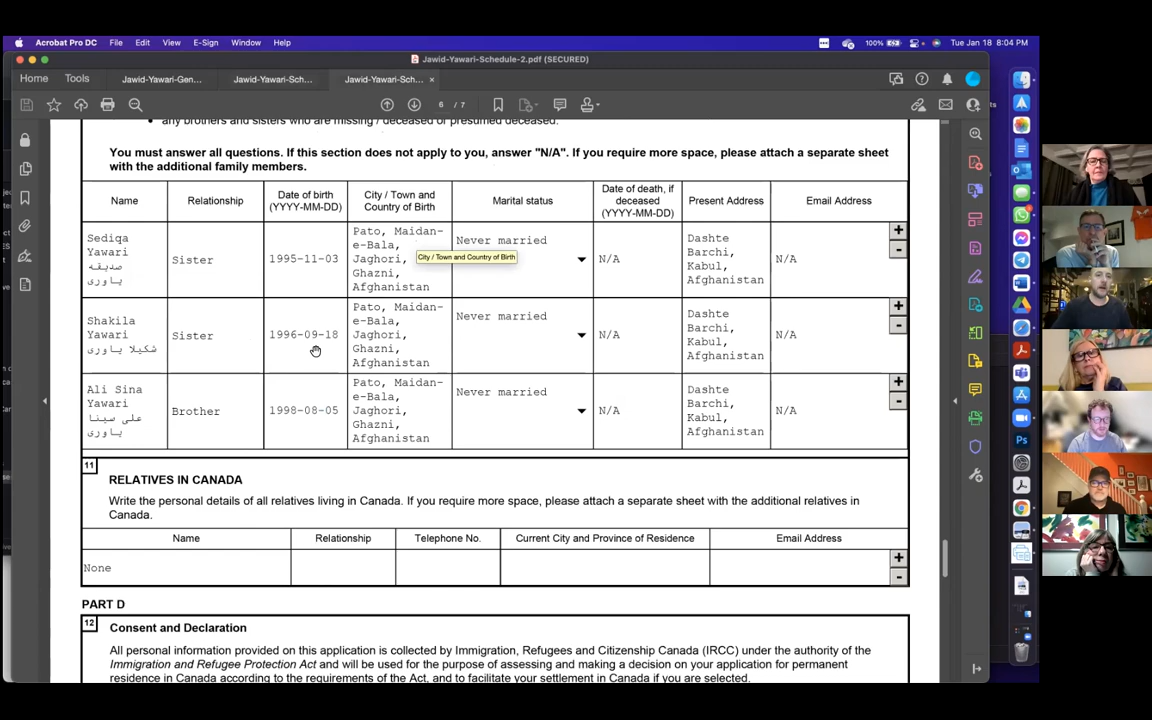 Acrobat Pro DC File Edit View E-Sign Window Help
100% Tue Jan 18 8:04 PM
Jawid-Yawari-Schedule-2.pdf (SECURED)
Home Tools Jawid-Yawari-Gen... Jawid-Yawari-Sch... Jawid-Yawari-Sch... ×
6 / 7
any brothers and sisters who are missing / deceased or presumed deceased.
You must answer all questions. If this section does not apply to you, answer "N/A". If you require more space, please attach a separate sheet
with the additional family members.
Name
Relationship
Date of birth
(YYYY-MM-DD)
City / Town and
Country of Birth
Marital status
Date of death, if
deceased
(YYYY-MM-DD)
Present Address
Email Address
Sediqa
Yawari
صدیقه
یاوری
Sister
1995-11-03
Pato, Maidan-
e-Bala,
Jaghori,
Ghazni,
Afghanistan
Never married
N/A
Dashte
Barchi,
Kabul,
Afghanistan
N/A
+
-
City / Town and Country of Birth
Shakila
Yawari
شکیلا یاوری
Sister
1996-09-18
Pato, Maidan-
e-Bala,
Jaghori,
Ghazni,
Afghanistan
Never married
N/A
Dashte
Barchi,
Kabul,
Afghanistan
N/A
+
-
Ali Sina
Yawari
علی سینا
یاوری
Brother
1998-08-05
Pato, Maidan-
e-Bala,
Jaghori,
Ghazni,
Afghanistan
Never married
N/A
Dashte
Barchi,
Kabul,
Afghanistan
N/A
+
-
11
RELATIVES IN CANADA
Write the personal details of all relatives living in Canada. If you require more space, please attach a separate sheet with the additional relatives in
Canada.
Name Relationship Telephone No. Current City and Province of Residence Email Address
None
+
-
PART D
12
Consent and Declaration
All personal information provided on this application is collected by Immigration, Refugees and Citizenship Canada (IRCC) under the authority of the
Immigration and Refugee Protection Act and will be used for the purpose of assessing and making a decision on your application for permanent
residence in Canada according to the requirements of the Act, and to facilitate your settlement in Canada if you are selected.
Ps